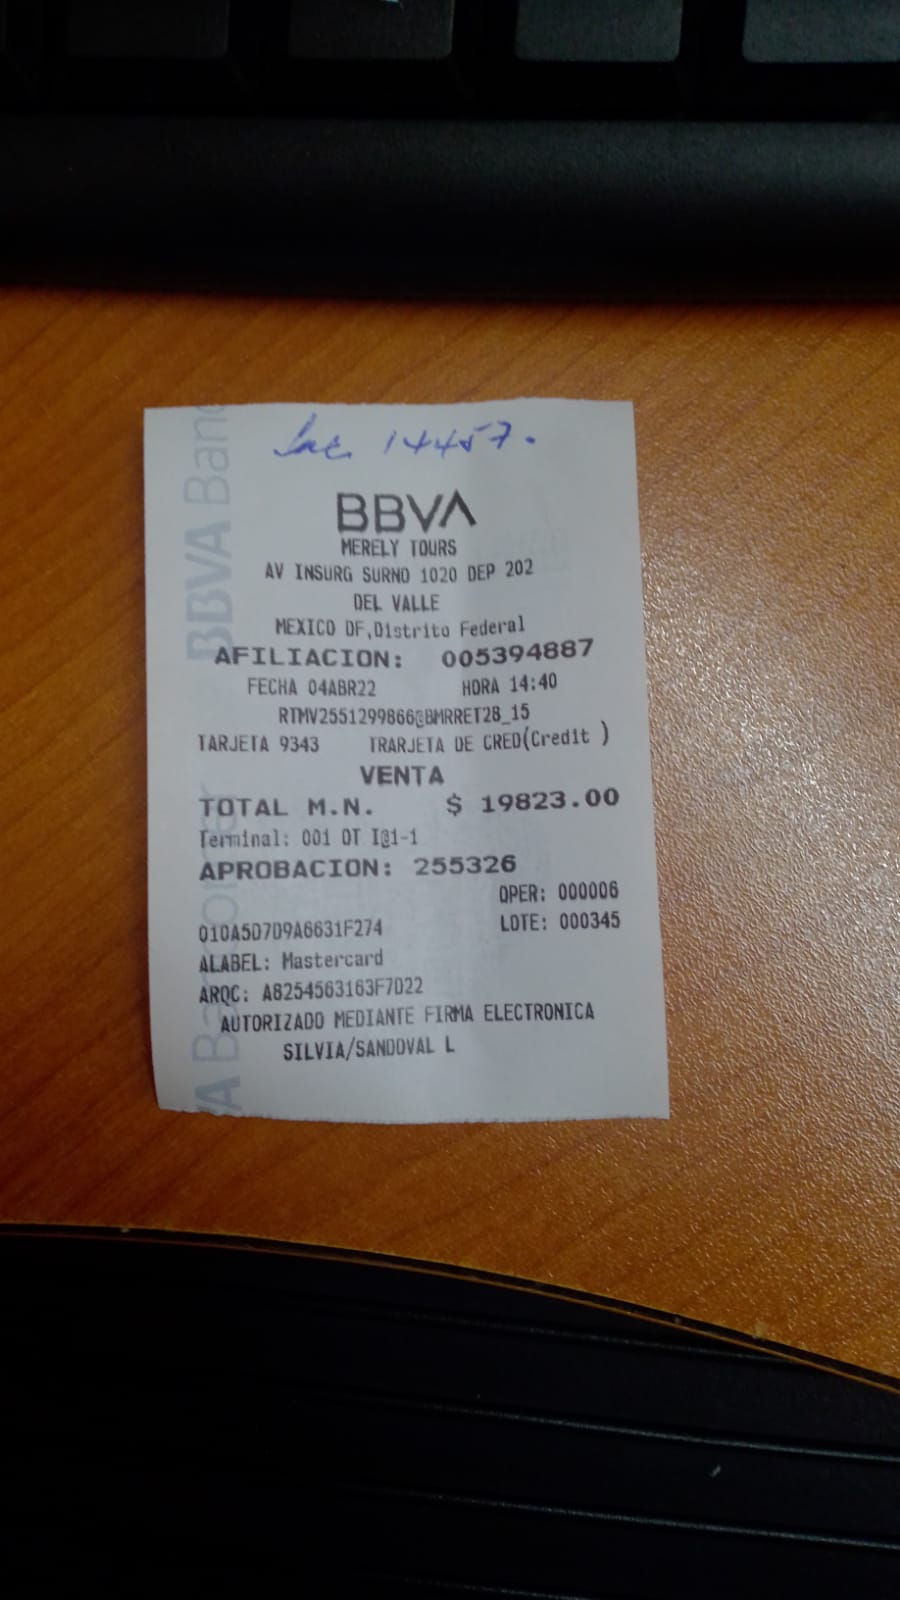 14457.
BBVA
MERELY TOURS
AV INSURG SURNO 1020 DEP 202
DEL VALLE
MEXICO DF,Distrito Federal
AFILIACION: 005394887
FECHA 04ABR22 HORA 14:40
RTMV2551299866@BMRRET28_15
TARJETA 9343 TRARJETA DE CRED(Credit )
VENTA
TOTAL M.N. $ 19823.00
Terminal: 001 OT I@1-1
APROBACION: 255326
OPER: 000006
LOTE: 000345
010A5D7D9A6631F274
ALABEL: Mastercard
ARQC: A8254563163F7D22
AUTORIZADO MEDIANTE FIRMA ELECTRONICA
SILVIA/SANDOVAL L
BBVA Banc